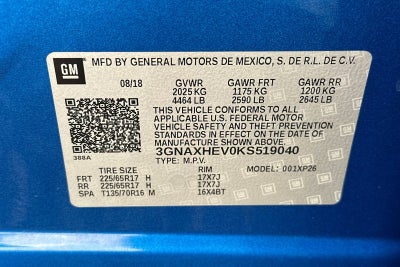 GM
MFD BY GENERAL MOTORS DE MEXICO, S. DE R.L. DE C.V.
08/18 GVWR GAWR FRT GAWR RR
2025 KG 1175 KG 1200 KG
4464 LB 2590 LB 2645 LB
THIS VEHICLE CONFORMS TO ALL
APPLICABLE U.S. FEDERAL MOTOR
VEHICLE SAFETY, BUMPER, AND
THEFT PREVENTION STANDARDS IN
EFFECT ON THE DATE OF
MANUFACTURE SHOWN ABOVE.
388A
3GNAXHEV0KS519040
TYPE: M.P.V. MODEL: 001XP26
TIRE SIZE RIM
FRT 225/65R17 H 17X7J
RR 225/65R17 H 17X7J
SPA T135/70R16 M 16X4BT